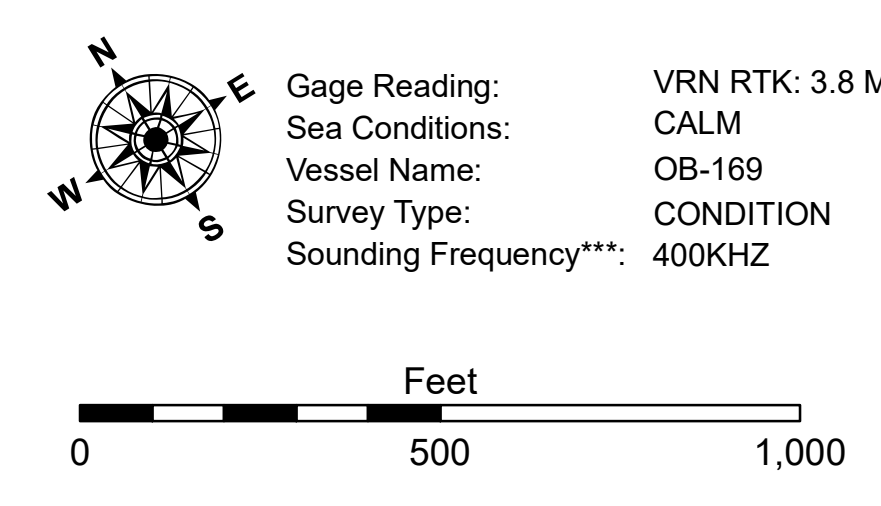 N
E
W
S
Gage Reading: VRN RTK: 3.8 M
Sea Conditions: CALM
Vessel Name: OB-169
Survey Type: CONDITION
Sounding Frequency***: 400KHZ
Feet
0 500 1,000